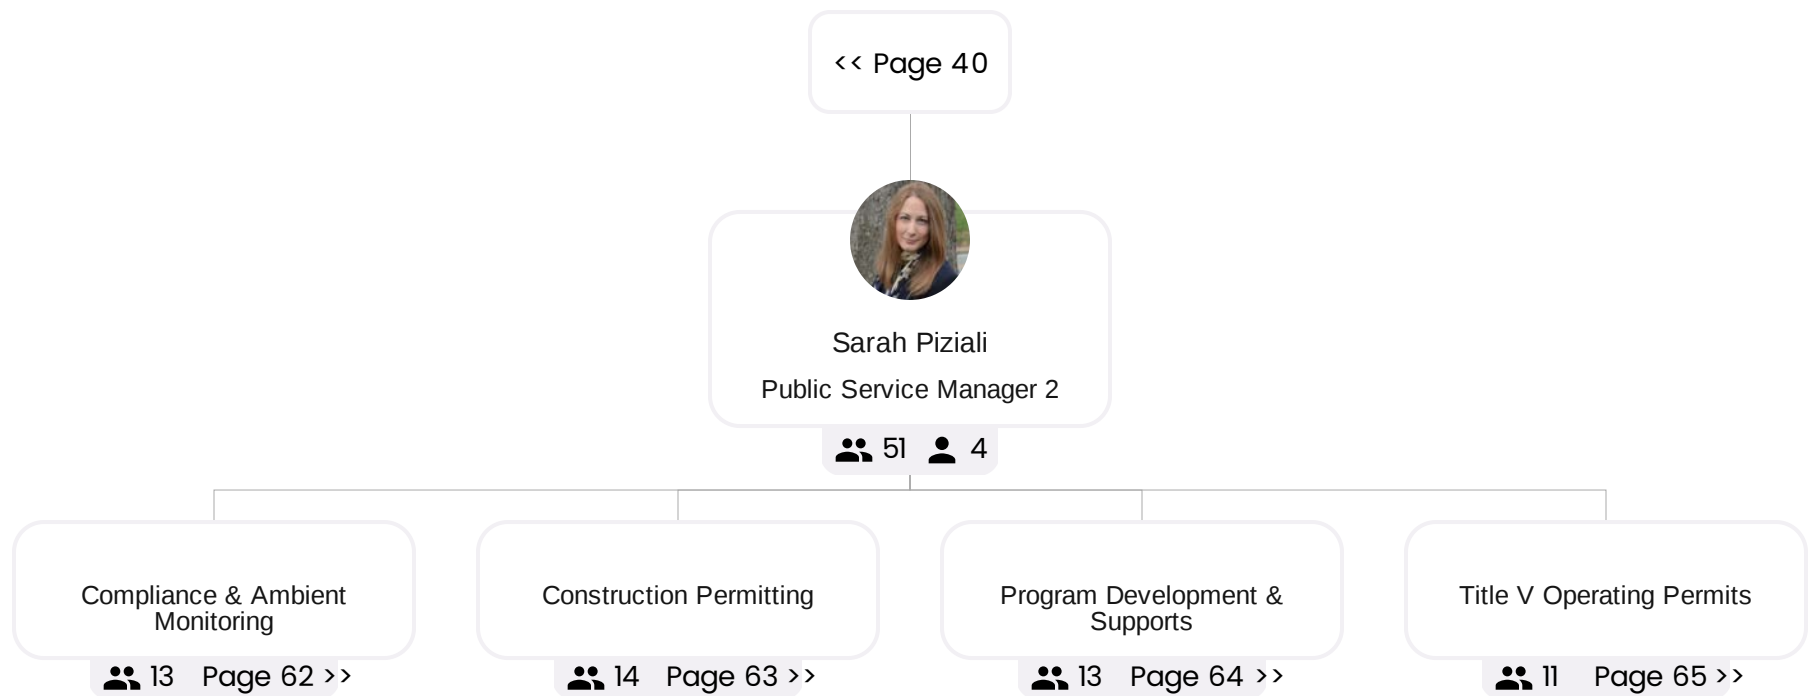 << Page 40
Sarah Piziali
Public Service Manager 2
51 4
Compliance & Ambient
Monitoring
13 Page 62 >>
Construction Permitting
14 Page 63 >>
Program Development &
Supports
13 Page 64 >>
Title V Operating Permits
11 Page 65 >>